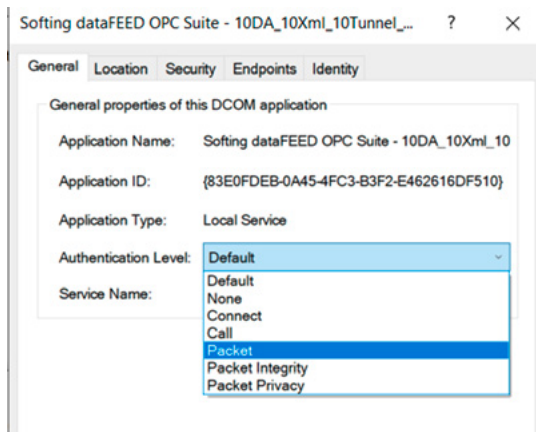 Softing dataFEED OPC Suite - 10DA_10Xml_10Tunnel_... ? ×
General Location Security Endpoints Identity
General properties of this DCOM application
Application Name: Softing dataFEED OPC Suite - 10DA_10Xml_10
Application ID: {83E0FDEB-0A45-4FC3-B3F2-E462616DF510}
Application Type: Local Service
Authentication Level: Default
Service Name:
Default
None
Connect
Call
Packet
Packet Integrity
Packet Privacy